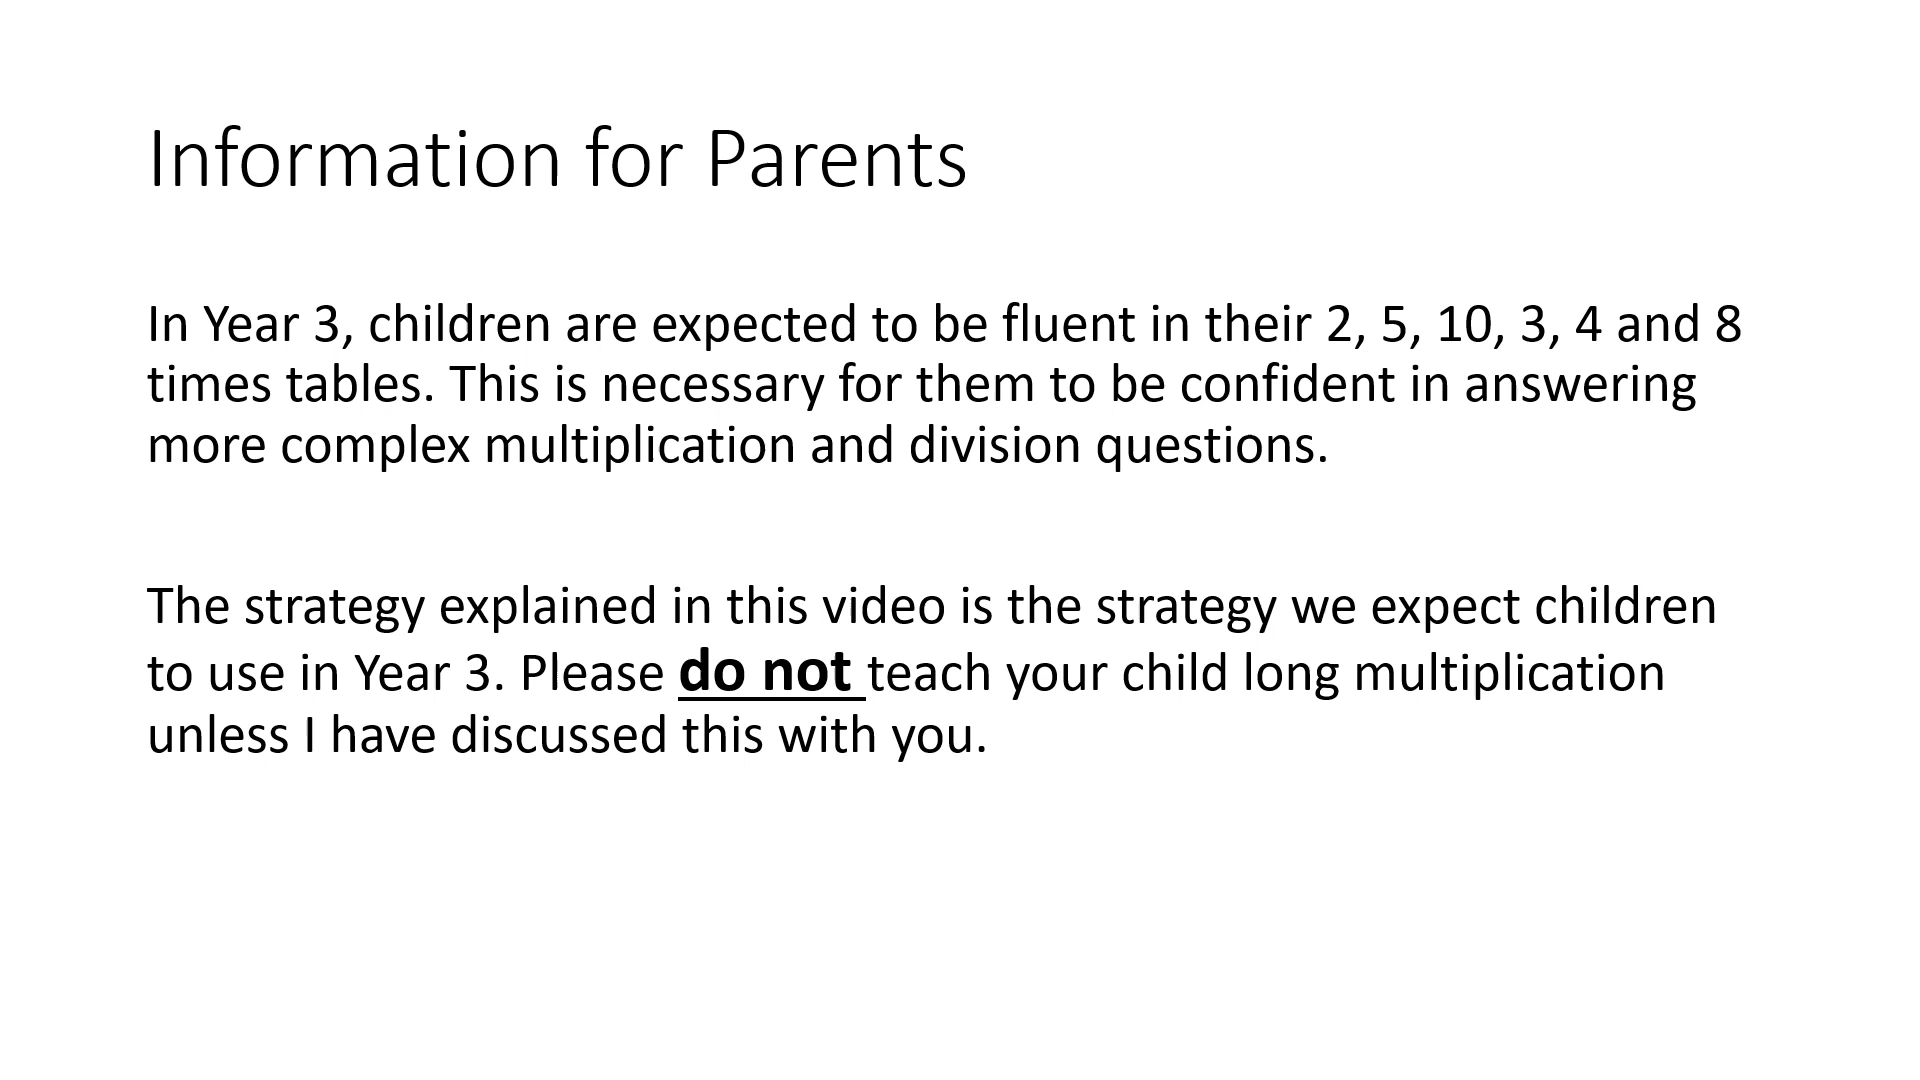 Information for Parents
In Year 3, children are expected to be fluent in their 2, 5, 10, 3, 4 and 8
times tables. This is necessary for them to be confident in answering
more complex multiplication and division questions.
The strategy explained in this video is the strategy we expect children
to use in Year 3. Please do not teach your child long multiplication
unless I have discussed this with you.